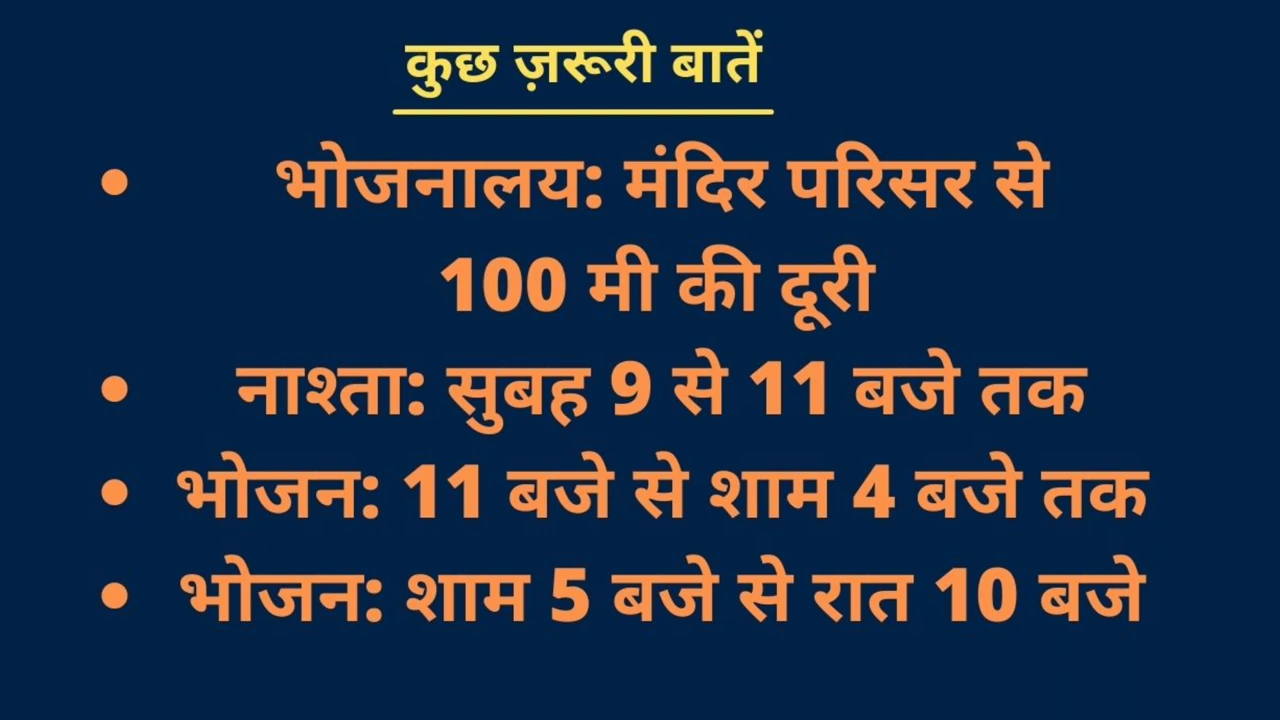 कुछ ज़रूरी बातें
• भोजनालय: मंदिर परिसर से
100 मी की दूरी
• नाश्ता: सुबह 9 से 11 बजे तक
• भोजन: 11 बजे से शाम 4 बजे तक
• भोजन: शाम 5 बजे से रात 10 बजे